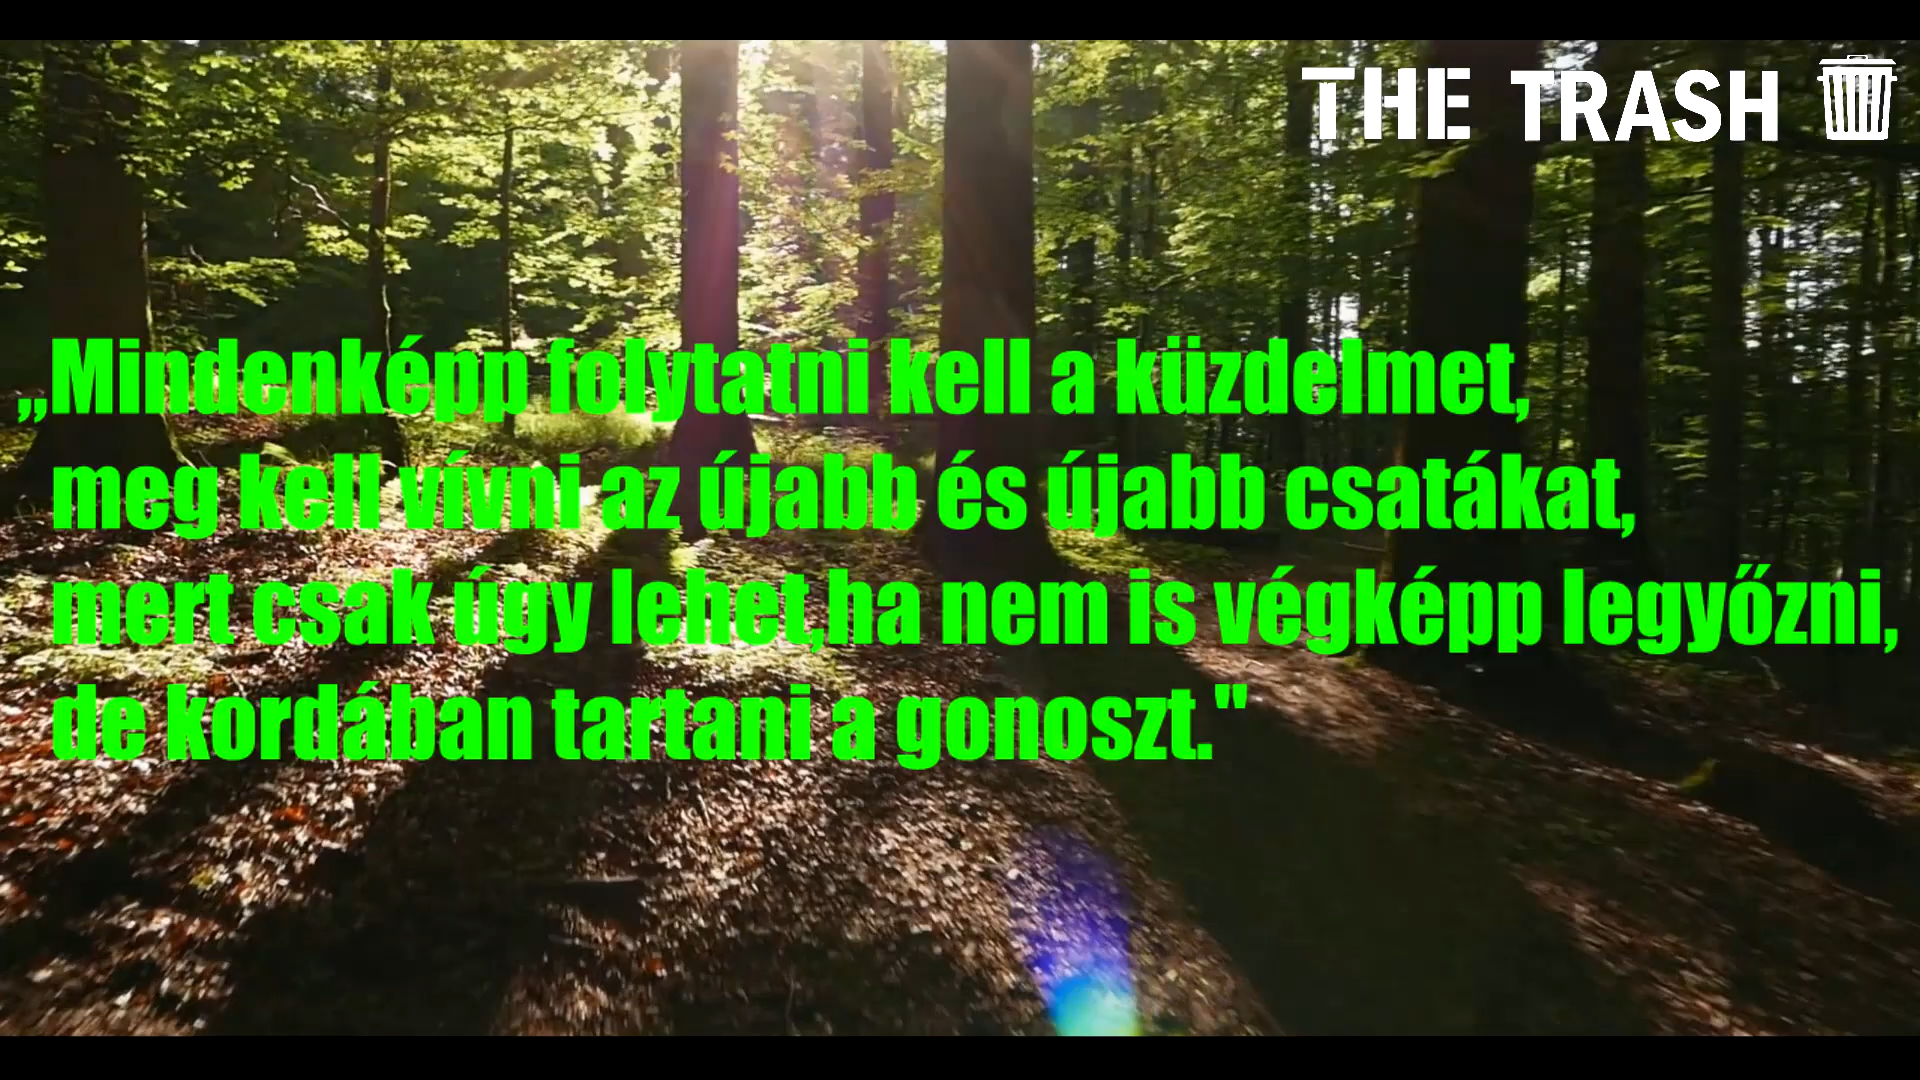 THE TRASH
„Mindenképp folytatni kell a küzdelmet,
meg kell vívni az újabb és újabb csatákat,
mert csak úgy lehet,ha nem is végképp legyőzni,
de kordában tartani a gonoszt."